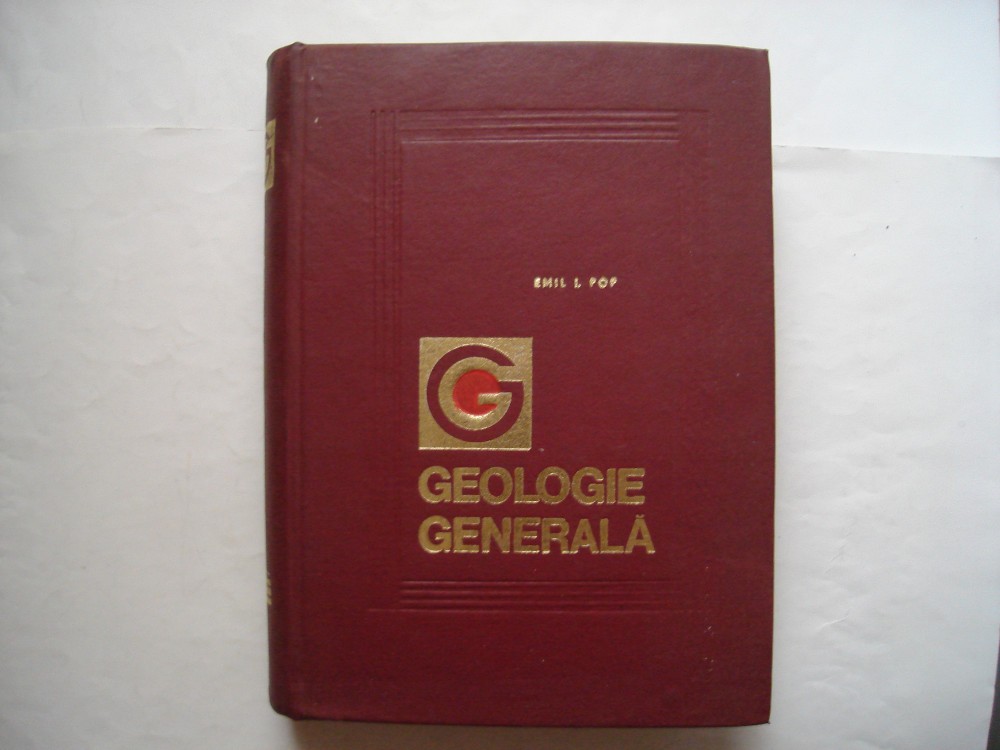 EMIL I. POP
G
GEOLOGIE
GENERALĂ